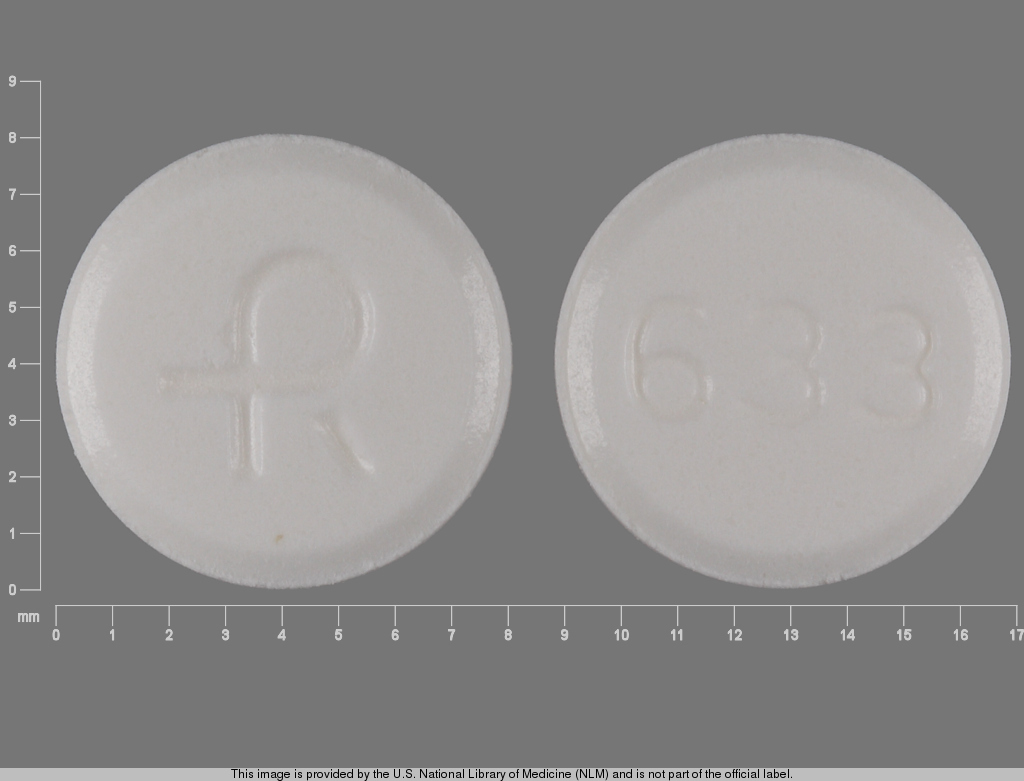 9
8
7
6
5
4
3
2
1
0
mm
R
633
0 1 2 3 4 5 6 7 8 9 10 11 12 13 14 15 16 17
This image is provided by the U.S. National Library of Medicine (NLM) and is not part of the official label.